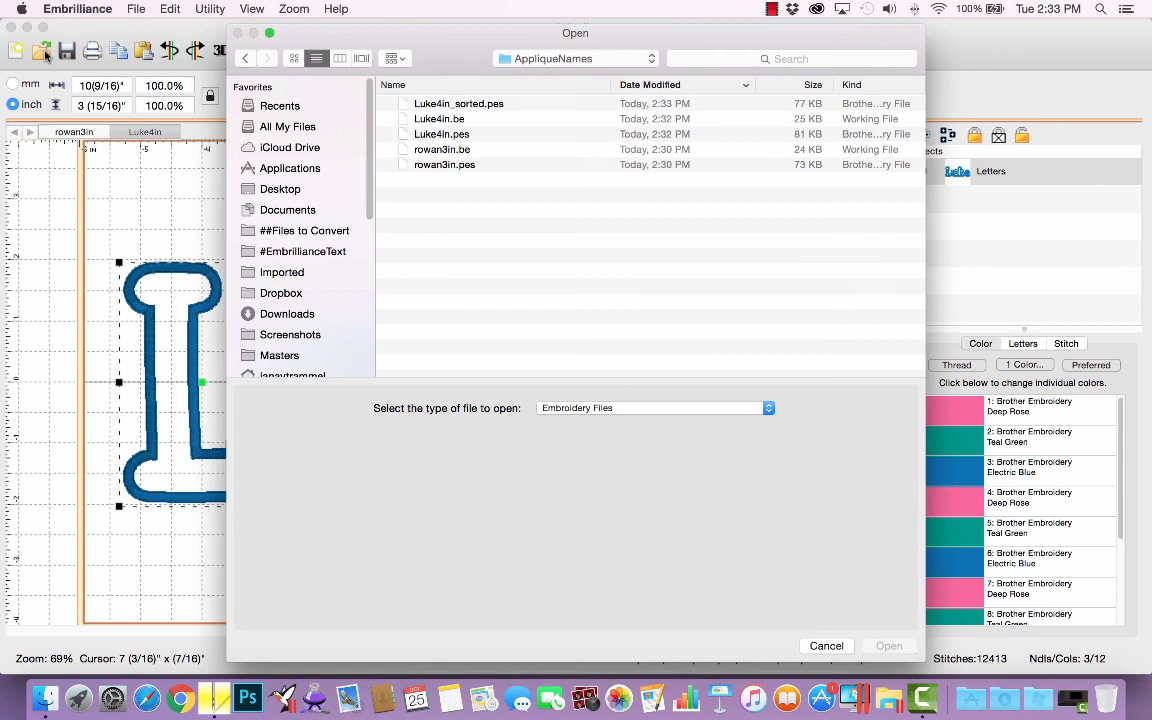 Embrilliance File Edit Utility View Zoom Help 100% Tue 2:33 PM
Open
AppliqueNames Search
3D
mm 10(9/16)" 100.0%
inch 3 (15/16)" 100.0%
rowan3in Luke4in
Favorites
Recents
All My Files
iCloud Drive
Applications
Desktop
Documents
##Files to Convert
#EmbrillianceText
Imported
Dropbox
Downloads
Screenshots
Masters
Name Date Modified Size Kind
Luke4in_sorted.pes Today, 2:33 PM 77 KB Brothe...ry File
Luke4in.be Today, 2:32 PM 25 KB Working File
Luke4in.pes Today, 2:32 PM 81 KB Brothe...ry File
rowan3in.be Today, 2:30 PM 24 KB Working File
rowan3in.pes Today, 2:30 PM 73 KB Brothe...ry File
Select the type of file to open: Embroidery Files
Cancel Open
ects
Luke Letters
Color Letters Stitch
Thread 1 Color... Preferred
Click below to change individual colors.
1: Brother Embroidery
Deep Rose
2: Brother Embroidery
Teal Green
3: Brother Embroidery
Electric Blue
4: Brother Embroidery
Deep Rose
5: Brother Embroidery
Teal Green
6: Brother Embroidery
Electric Blue
7: Brother Embroidery
Deep Rose
8: Brother Embroidery
Teal Green
Zoom: 69% Cursor: 7 (3/16)" x (7/16)"
Stitches:12413 Ndls/Cols: 3/12
Ps
25
1